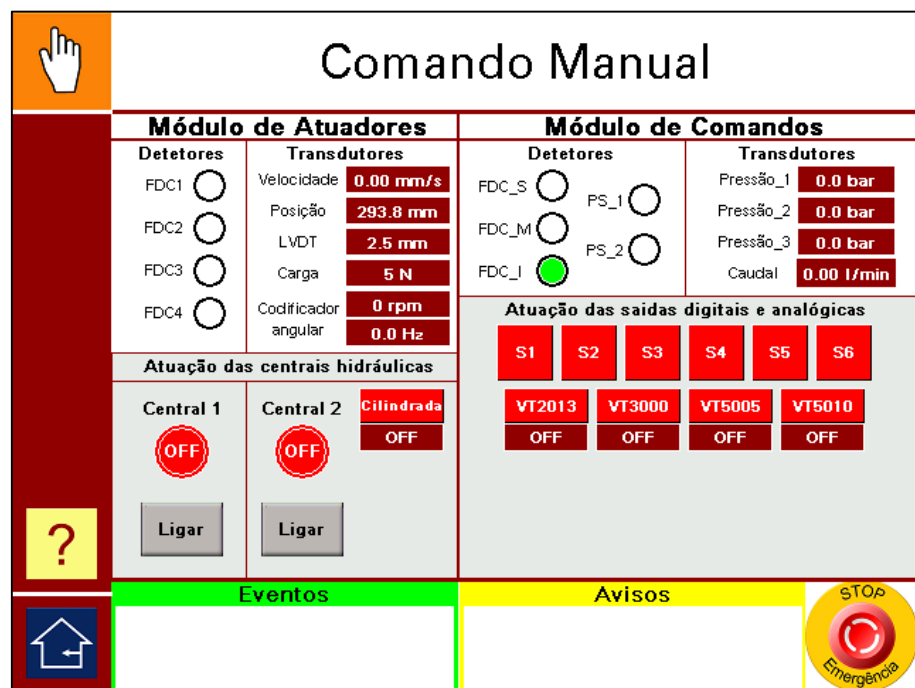 Comando Manual
Módulo de Atuadores
Detetores
Transdutores
FDC1
FDC2
FDC3
FDC4
Velocidade 0.00 mm/s
Posição 293.8 mm
LVDT 2.5 mm
Carga 5 N
Codificador angular 0 rpm
0.0 Hz
Módulo de Comandos
Detetores
Transdutores
FDC_S
FDC_M
FDC_I
PS_1
PS_2
Pressão_1 0.0 bar
Pressão_2 0.0 bar
Pressão_3 0.0 bar
Caudal 0.00 l/min
Atuação das centrais hidráulicas
Central 1
OFF
Ligar
Central 2
OFF
Ligar
Cilindrada
OFF
Atuação das saidas digitais e analógicas
S1 S2 S3 S4 S5 S6
VT2013 VT3000 VT5005 VT5010
OFF OFF OFF OFF
?
Eventos
Avisos
STOP
Emergência